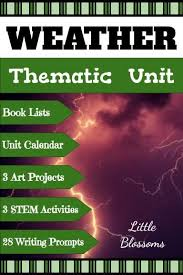 WEATHER
Thematic Unit
Book Lists
Unit Calendar
3 Art Projects
3 STEM Activities
28 Writing Prompts
Little
Blossoms